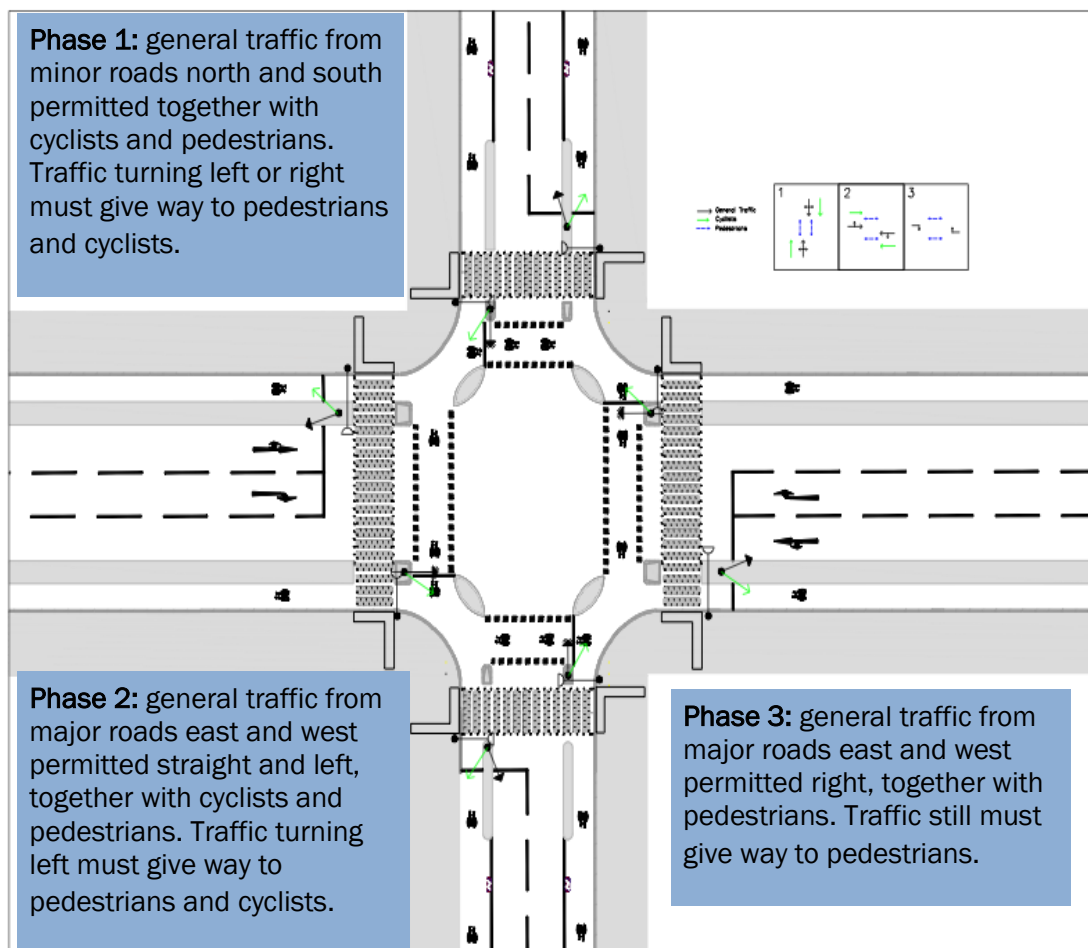 Phase 1: general traffic from
minor roads north and south
permitted together with
cyclists and pedestrians.
Traffic turning left or right
must give way to pedestrians
and cyclists.
1
2
3
General Traffic
Cyclists
Pedestrians
Phase 2: general traffic from
major roads east and west
permitted straight and left,
together with cyclists and
pedestrians. Traffic turning
left must give way to
pedestrians and cyclists.
Phase 3: general traffic from
major roads east and west
permitted right, together with
pedestrians. Traffic still must
give way to pedestrians.